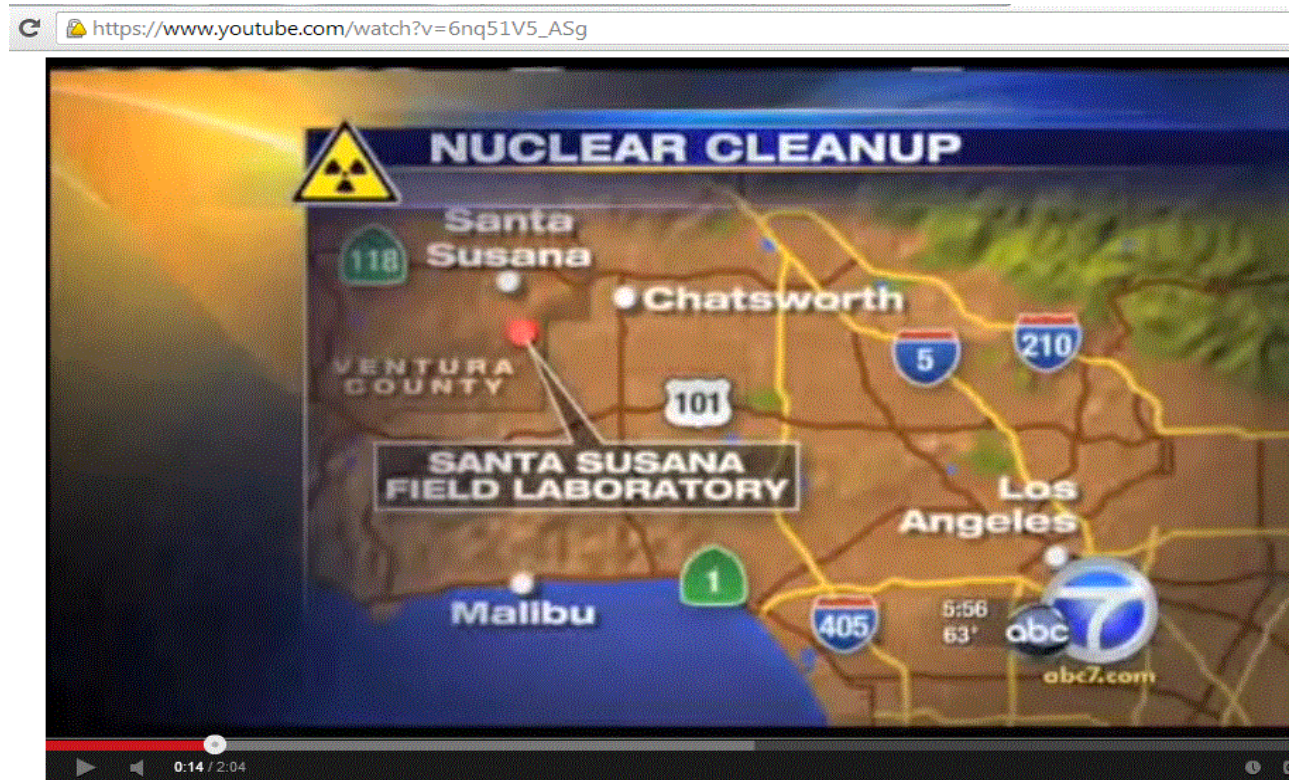 https://www.youtube.com/watch?v=6nq51V5_ASg
NUCLEAR CLEANUP
Santa
Susana
118
Chatsworth
5
210
VENTURA
COUNTY
101
SANTA SUSANA
FIELD LABORATORY
Los
Angeles
1
Malibu
405
5:56
63°
abc 7
abc7.com
0:14 / 2:04